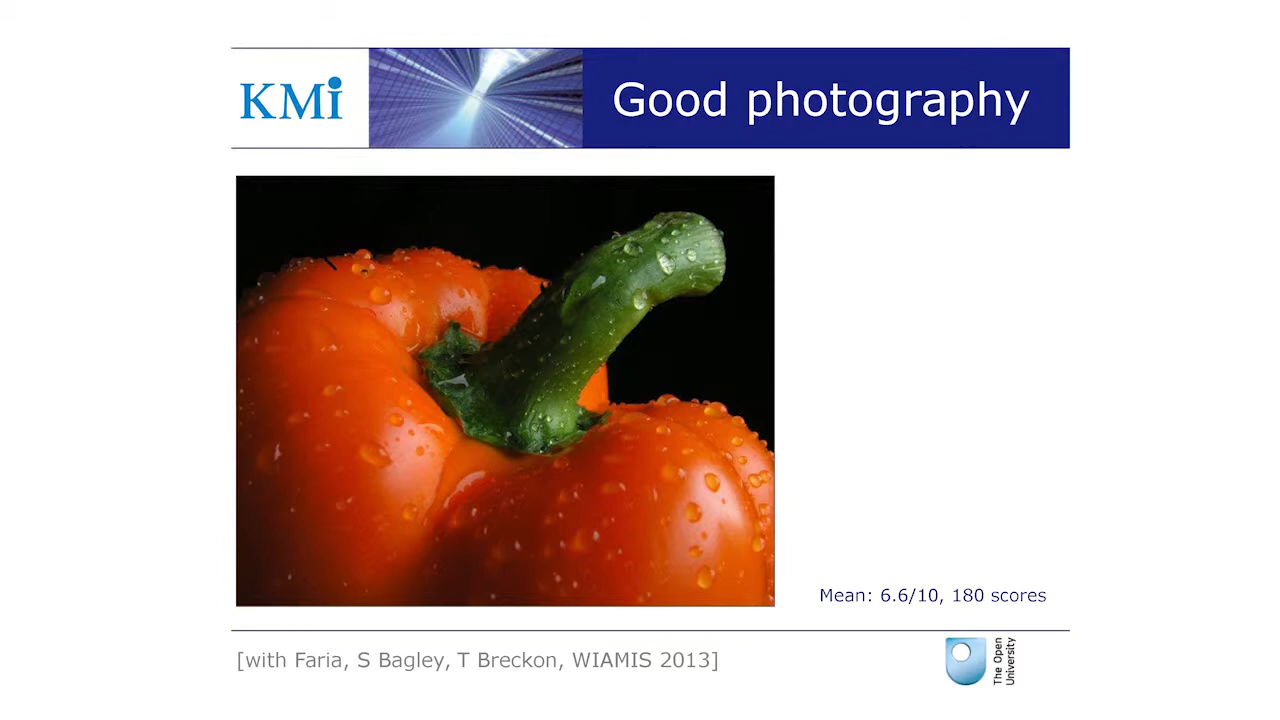 KMi
Good photography
Mean: 6.6/10, 180 scores
[with Faria, S Bagley, T Breckon, WIAMIS 2013]
The Open
University